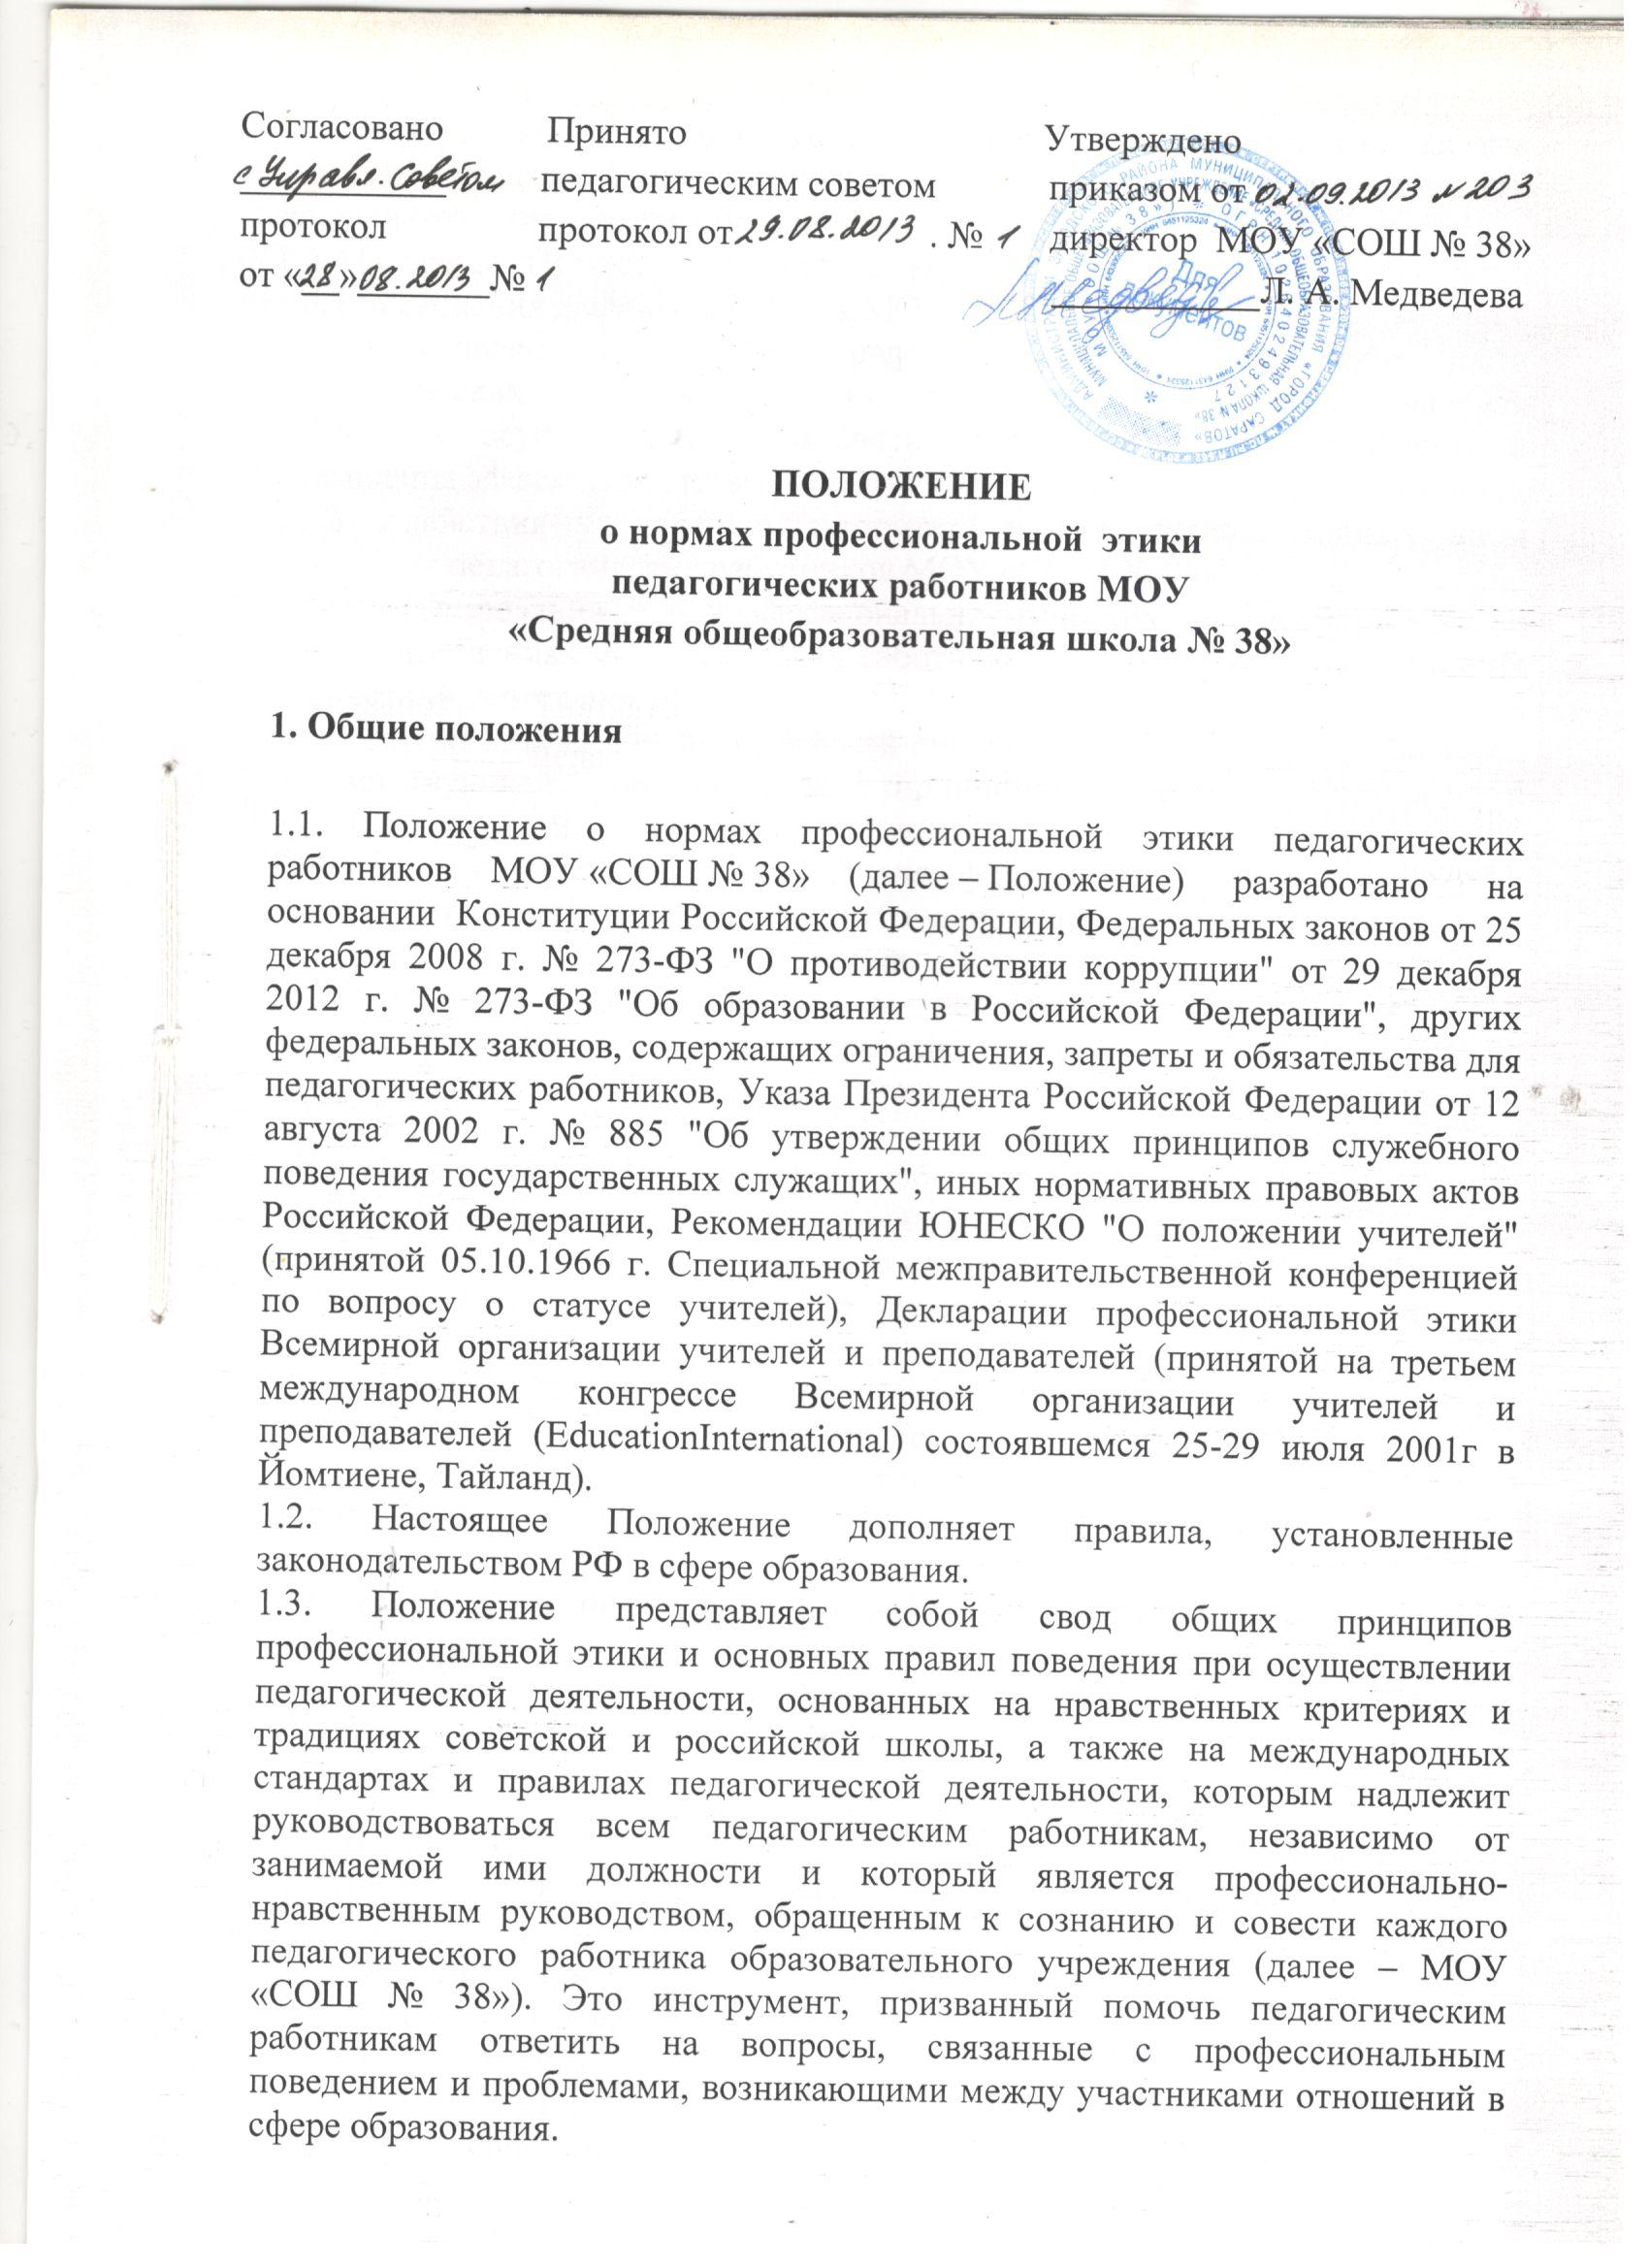 Согласовано
с Управл. Советом
протокол
от «28»08.2013 № 1
Принято
педагогическим советом
протокол от 29.08.2013 . № 1
Утверждено
приказом от 02.09.2013 № 203
директор МОУ «СОШ № 38»
Л. А. Медведева
Для
документов
ПОЛОЖЕНИЕ
о нормах профессиональной этики
педагогических работников МОУ
«Средняя общеобразовательная школа № 38»
1. Общие положения
1.1. Положение о нормах профессиональной этики педагогических
работников МОУ «СОШ № 38» (далее – Положение) разработано на
основании Конституции Российской Федерации, Федеральных законов от 25
декабря 2008 г. № 273-ФЗ "О противодействии коррупции" от 29 декабря
2012 г. № 273-ФЗ "Об образовании в Российской Федерации", других
федеральных законов, содержащих ограничения, запреты и обязательства для
педагогических работников, Указа Президента Российской Федерации от 12
августа 2002 г. № 885 "Об утверждении общих принципов служебного
поведения государственных служащих", иных нормативных правовых актов
Российской Федерации, Рекомендации ЮНЕСКО "О положении учителей"
(принятой 05.10.1966 г. Специальной межправительственной конференцией
по вопросу о статусе учителей), Декларации профессиональной этики
Всемирной организации учителей и преподавателей (принятой на третьем
международном конгрессе Всемирной организации учителей и
преподавателей (EducationInternational) состоявшемся 25-29 июля 2001г в
Йомтиене, Тайланд).
1.2. Настоящее Положение дополняет правила, установленные
законодательством РФ в сфере образования.
1.3. Положение представляет собой свод общих принципов
профессиональной этики и основных правил поведения при осуществлении
педагогической деятельности, основанных на нравственных критериях и
традициях советской и российской школы, а также на международных
стандартах и правилах педагогической деятельности, которым надлежит
руководствоваться всем педагогическим работникам, независимо от
занимаемой ими должности и который является профессионально-
нравственным руководством, обращенным к сознанию и совести каждого
педагогического работника образовательного учреждения (далее – МОУ
«СОШ № 38»). Это инструмент, призванный помочь педагогическим
работникам ответить на вопросы, связанные с профессиональным
поведением и проблемами, возникающими между участниками отношений в
сфере образования.